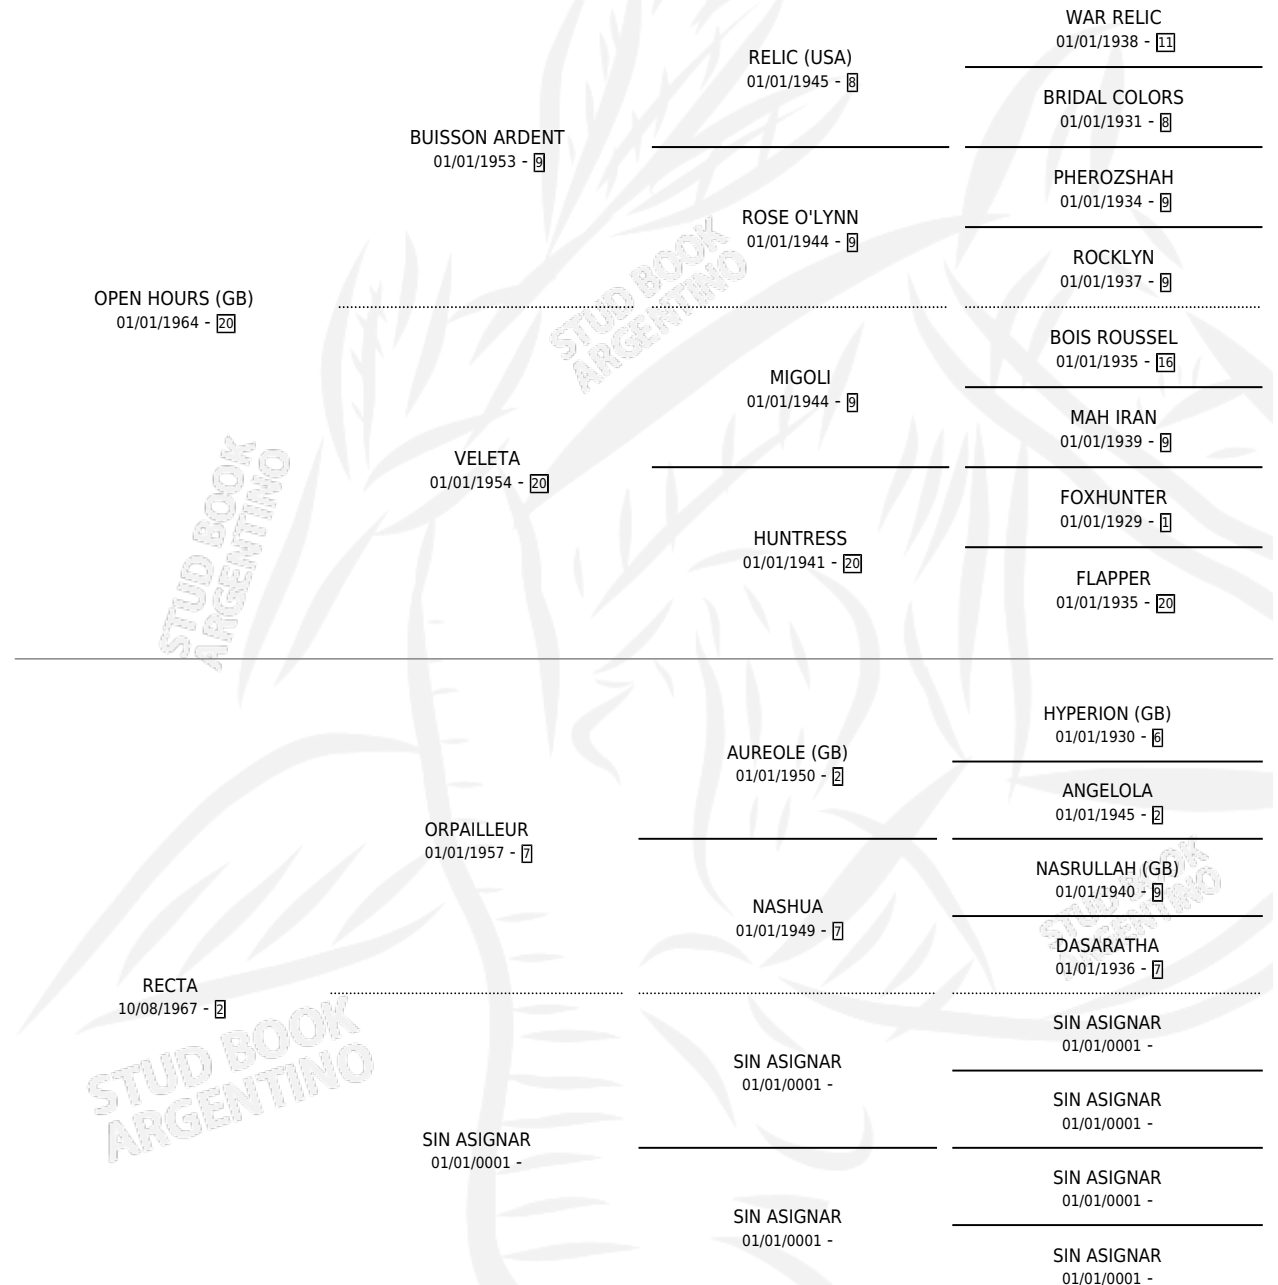 WAR RELIC
01/01/1938 - 11
RELIC (USA)
01/01/1945 - 8
BRIDAL COLORS
01/01/1931 - 8
BUISSON ARDENT
01/01/1953 - 9
PHEROZSHAH
01/01/1934 - 9
ROSE O'LYNN
01/01/1944 - 9
ROCKLYN
01/01/1937 - 9
OPEN HOURS (GB)
01/01/1964 - 20
BOIS ROUSSEL
01/01/1935 - 16
MIGOLI
01/01/1944 - 9
MAH IRAN
01/01/1939 - 9
VELETA
01/01/1954 - 20
FOXHUNTER
01/01/1929 - 1
HUNTRESS
01/01/1941 - 20
FLAPPER
01/01/1935 - 20
HYPERION (GB)
01/01/1930 - 6
AUREOLE (GB)
01/01/1950 - 2
ANGELOLA
01/01/1945 - 2
ORPAILLEUR
01/01/1957 - 7
NASRULLAH (GB)
01/01/1940 - 9
NASHUA
01/01/1949 - 7
DASARATHA
01/01/1936 - 7
RECTA
10/08/1967 - 2
SIN ASIGNAR
01/01/0001 -
SIN ASIGNAR
01/01/0001 -
SIN ASIGNAR
01/01/0001 -
SIN ASIGNAR
01/01/0001 -
SIN ASIGNAR
01/01/0001 -
SIN ASIGNAR
01/01/0001 -
SIN ASIGNAR
01/01/0001 -
STUD BOOK
ARGENTINO
STUD BOOK
ARGENTINO
STUD BOOK
ARGENTINO
STUD BOOK
ARGENTINO